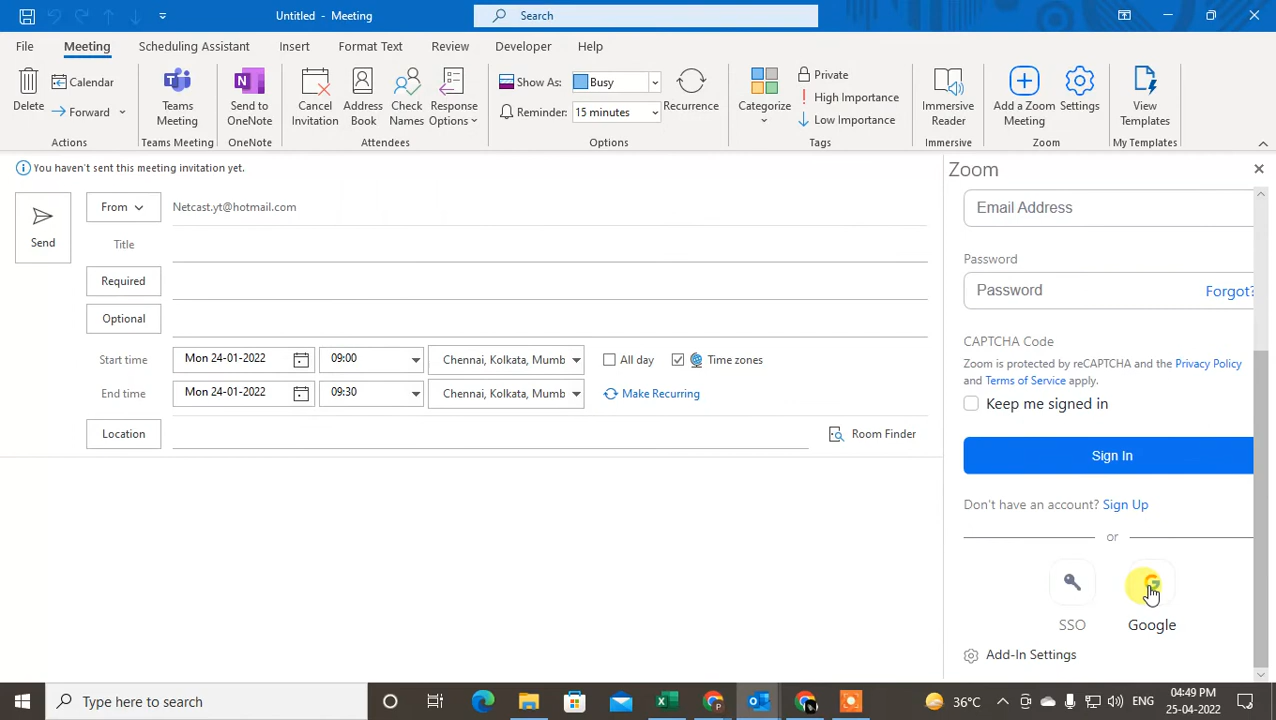 Untitled - Meeting
Search
File Meeting Scheduling Assistant Insert Format Text Review Developer Help
Delete
Calendar
Forward
Actions
Teams Meeting
Teams Meeting
Send to OneNote
OneNote
Cancel Invitation
Address Book
Check Names
Response Options
Attendees
Show As: Busy
Reminder: 15 minutes
Recurrence
Options
Categorize
Private
High Importance
Low Importance
Tags
Immersive Reader
Immersive
Add a Zoom Meeting
Settings
Zoom
View Templates
My Templates
You haven't sent this meeting invitation yet.
Send
From Netcast.yt@hotmail.com
Title
Required
Optional
Start time Mon 24-01-2022 09:00 Chennai, Kolkata, Mumb All day Time zones
End time Mon 24-01-2022 09:30 Chennai, Kolkata, Mumb Make Recurring
Location Room Finder
Zoom
Email Address
Password
Password Forgot?
CAPTCHA Code
Zoom is protected by reCAPTCHA and the Privacy Policy
and Terms of Service apply.
Keep me signed in
Sign In
Don't have an account? Sign Up
or
SSO Google
Add-In Settings
Type here to search
36°C
ENG
04:49 PM
25-04-2022